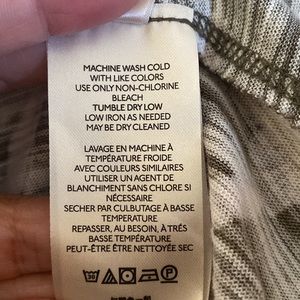 MACHINE WASH COLD
WITH LIKE COLORS
USE ONLY NON-CHLORINE
BLEACH
TUMBLE DRY LOW
LOW IRON AS NEEDED
MAY BE DRY CLEANED
LAVAGE EN MACHINE À
TEMPÉRATURE FROIDE
AVEC COULEURS SIMILAIRES
UTILISER UN AGENT DE
BLANCHIMENT SANS CHLORE SI
NÉCESSAIRE
SECHER PAR CULBUTAGE À BASSE
TEMPERATURE
REPASSER, AU BESOIN, À TRÈS
BASSE TEMPÉRATURE
PEUT-ÊTRE ÊTRE NETTOYÉ SEC